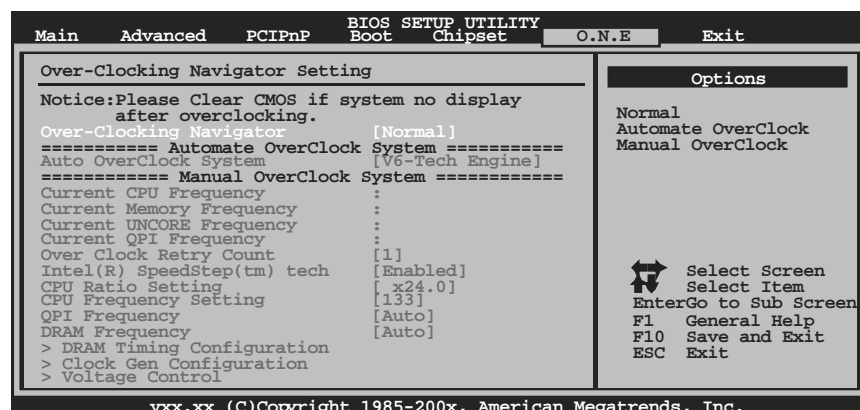 BIOS SETUP UTILITY
Main Advanced PCIPnP Boot Chipset O.N.E Exit
Over-Clocking Navigator Setting
Notice:Please Clear CMOS if system no display
after overclocking.
Over-Clocking Navigator [Normal]
=========== Automate OverClock System ===========
Auto OverClock System [V6-Tech Engine]
============ Manual OverClock System ============
Current CPU Frequency :
Current Memory Frequency :
Current UNCORE Frequency :
Current QPI Frequency :
Over Clock Retry Count [1]
Intel(R) SpeedStep(tm) tech [Enabled]
CPU Ratio Setting [ x24.0]
CPU Frequency Setting [133]
QPI Frequency [Auto]
DRAM Frequency [Auto]
> DRAM Timing Configuration
> Clock Gen Configuration
> Voltage Control
Options
Normal
Automate OverClock
Manual OverClock
Select Screen
Select Item
EnterGo to Sub Screen
F1 General Help
F10 Save and Exit
ESC Exit
vxx.xx (C)Copyright 1985-200x, American Megatrends, Inc.